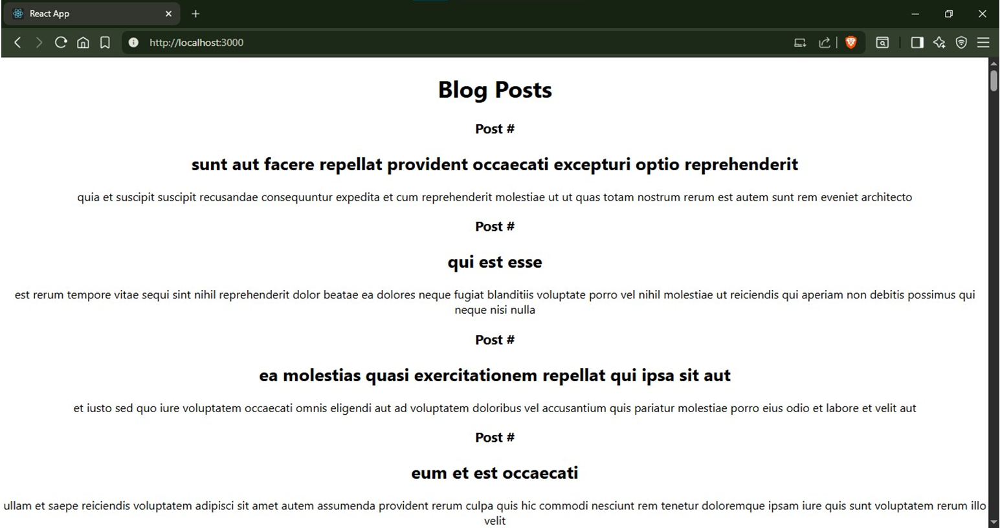 React App
http://localhost:3000
Blog Posts
Post #
sunt aut facere repellat provident occaecati excepturi optio reprehenderit
quia et suscipit suscipit recusandae consequuntur expedita et cum reprehenderit molestiae ut ut quas totam nostrum rerum est autem sunt rem eveniet architecto
Post #
qui est esse
est rerum tempore vitae sequi sint nihil reprehenderit dolor beatae ea dolores neque fugiat blanditiis voluptate porro vel nihil molestiae ut reiciendis qui aperiam non debitis possimus qui
neque nisi nulla
Post #
ea molestias quasi exercitationem repellat qui ipsa sit aut
et iusto sed quo iure voluptatem occaecati omnis eligendi aut ad voluptatem doloribus vel accusantium quis pariatur molestiae porro eius odio et labore et velit aut
Post #
eum et est occaecati
ullam et saepe reiciendis voluptatem adipisci sit amet autem assumenda provident rerum culpa quis hic commodi nesciunt rem tenetur doloremque ipsam iure quis sunt voluptatem rerum illo
velit